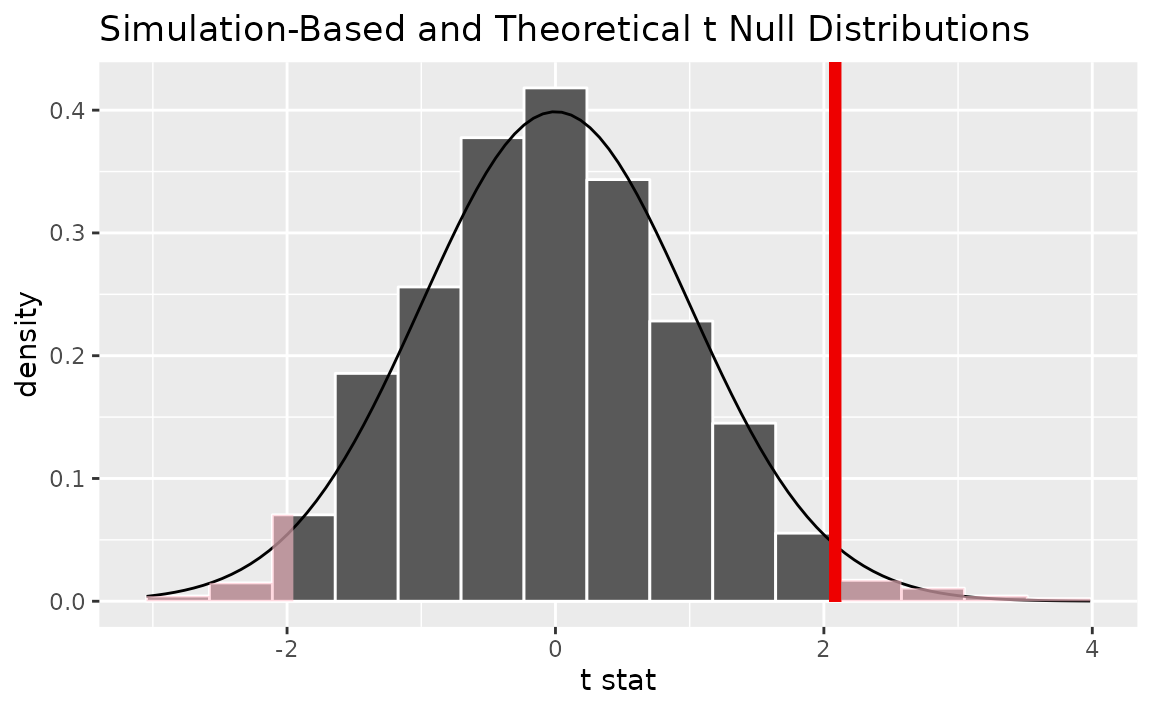 Simulation-Based and Theoretical t Null Distributions
density
0.4
0.3
0.2
0.1
0.0
-2 0 2 4
t stat